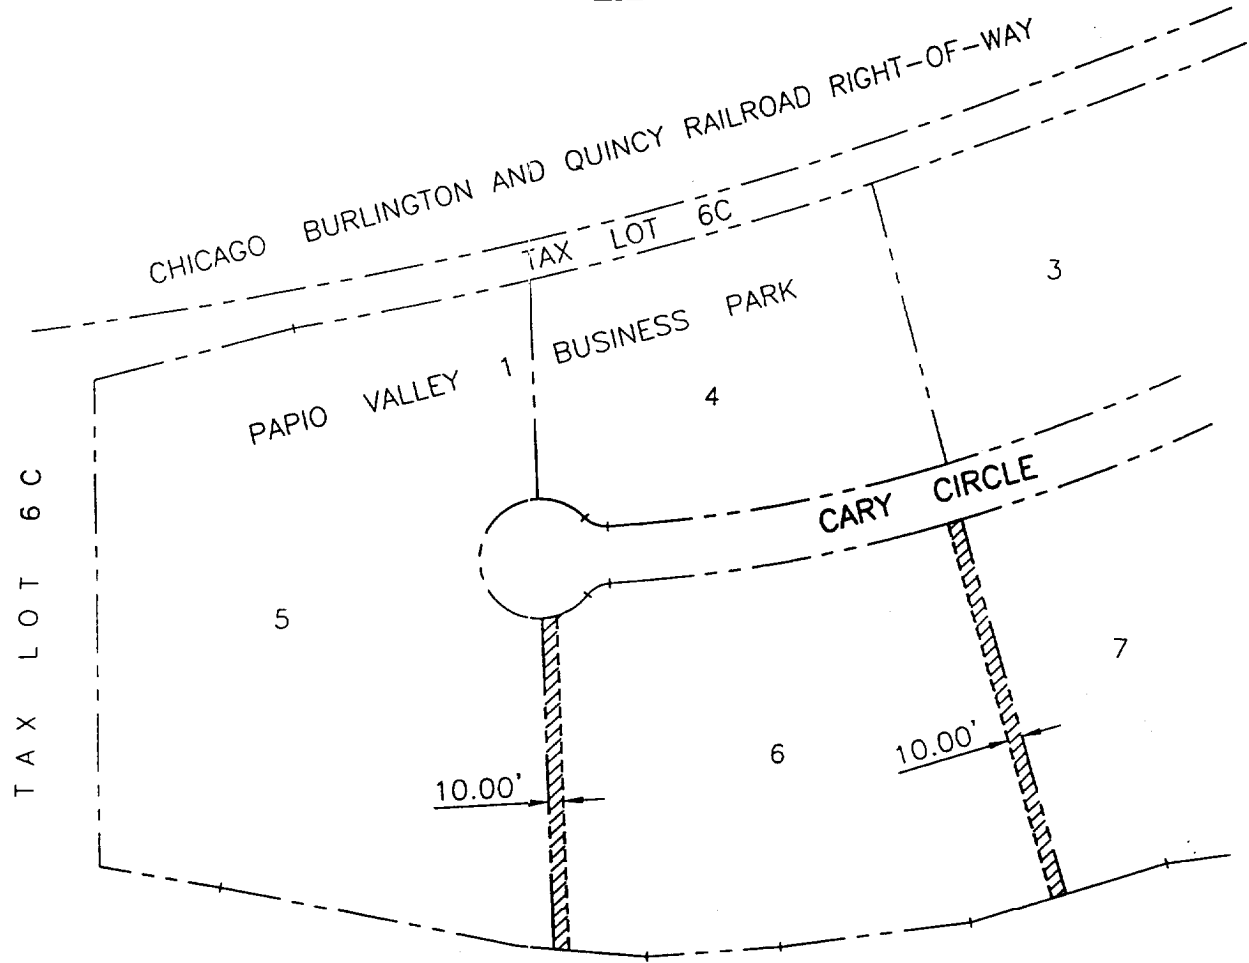 CHICAGO BURLINGTON AND QUINCY RAILROAD RIGHT-OF-WAY
TAX LOT 6C
3
PAPIO VALLEY 1 BUSINESS PARK
4
CARY CIRCLE
TAX LOT 6C
5
7
6
10.00'
10.00'